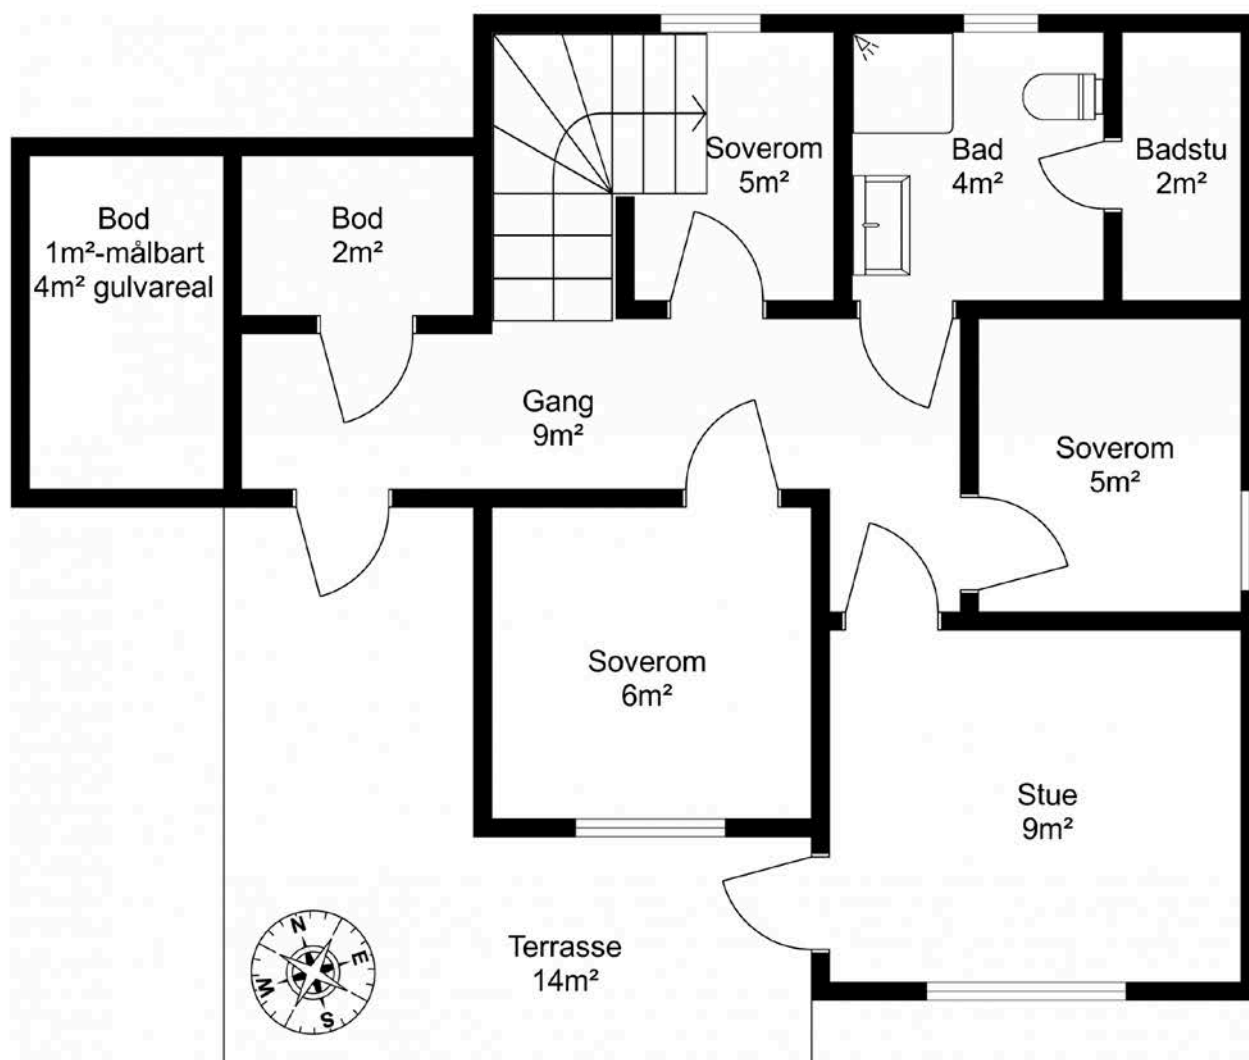 Soverom
5m²
Bad
4m²
Badstu
2m²
Bod
1m²-målbart
4m² gulvareal
Bod
2m²
Gang
9m²
Soverom
5m²
Soverom
6m²
Stue
9m²
Terrasse
14m²
N
E
W
S